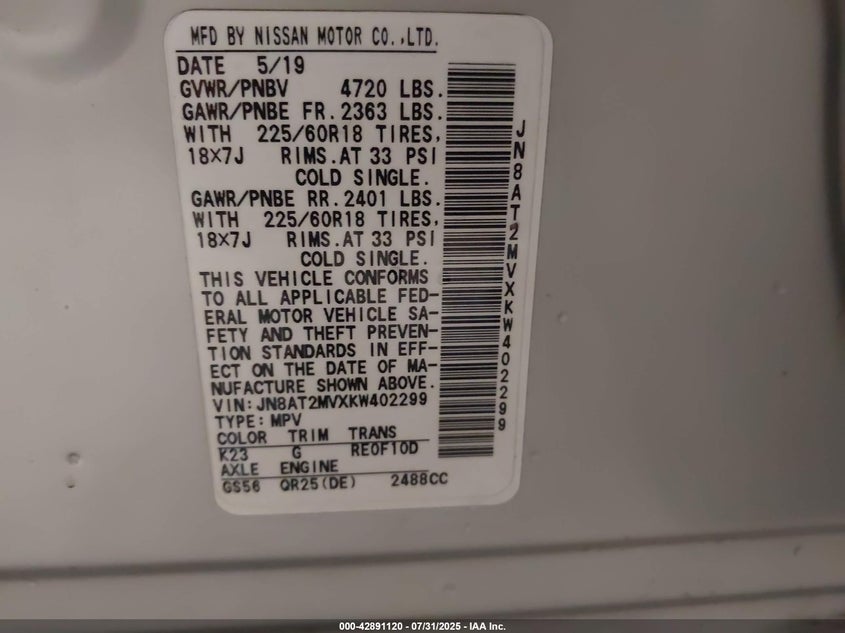 MFD BY NISSAN MOTOR CO.,LTD.
DATE 5/19
GVWR/PNBV 4720 LBS.
GAWR/PNBE FR. 2363 LBS.
WITH 225/60R18 TIRES,
18×7J RIMS. AT 33 PSI
COLD SINGLE.
GAWR/PNBE RR. 2401 LBS.
WITH 225/60R18 TIRES,
18×7J RIMS. AT 33 PSI
COLD SINGLE.
THIS VEHICLE CONFORMS
TO ALL APPLICABLE FED-
ERAL MOTOR VEHICLE SA-
FETY AND THEFT PREVEN-
TION STANDARDS IN EFF-
ECT ON THE DATE OF MA-
NUFACTURE SHOWN ABOVE.
VIN: JN8AT2MVXKW402299
TYPE: MPV
COLOR TRIM TRANS
K23 G RE0F10D
AXLE ENGINE
GS56 QR25(DE) 2488CC
JN8AT2MVXKW402299
000-42891120 - 07/31/2025 - IAA Inc.